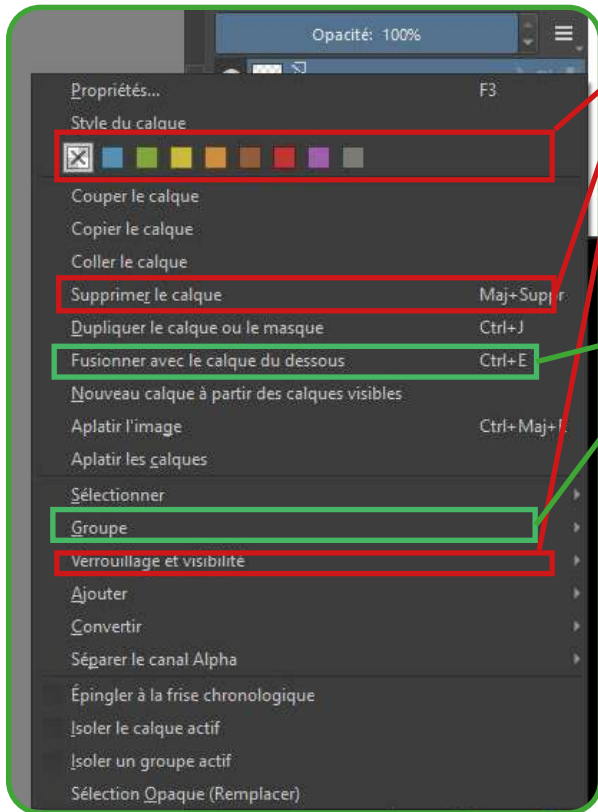 Opacité: 100%
Propriétés... F3
Style du calque
Couper le calque
Copier le calque
Coller le calque
Supprimer le calque Maj+Suppr
Dupliquer le calque ou le masque Ctrl+J
Fusionner avec le calque du dessous Ctrl+E
Nouveau calque à partir des calques visibles
Aplatir l'image Ctrl+Maj+E
Aplatir les calques
Sélectionner
Groupe
Verrouillage et visibilité
Ajouter
Convertir
Séparer le canal Alpha
Épingler à la frise chronologique
Isoler le calque actif
Isoler un groupe actif
Sélection Opaque (Remplacer)